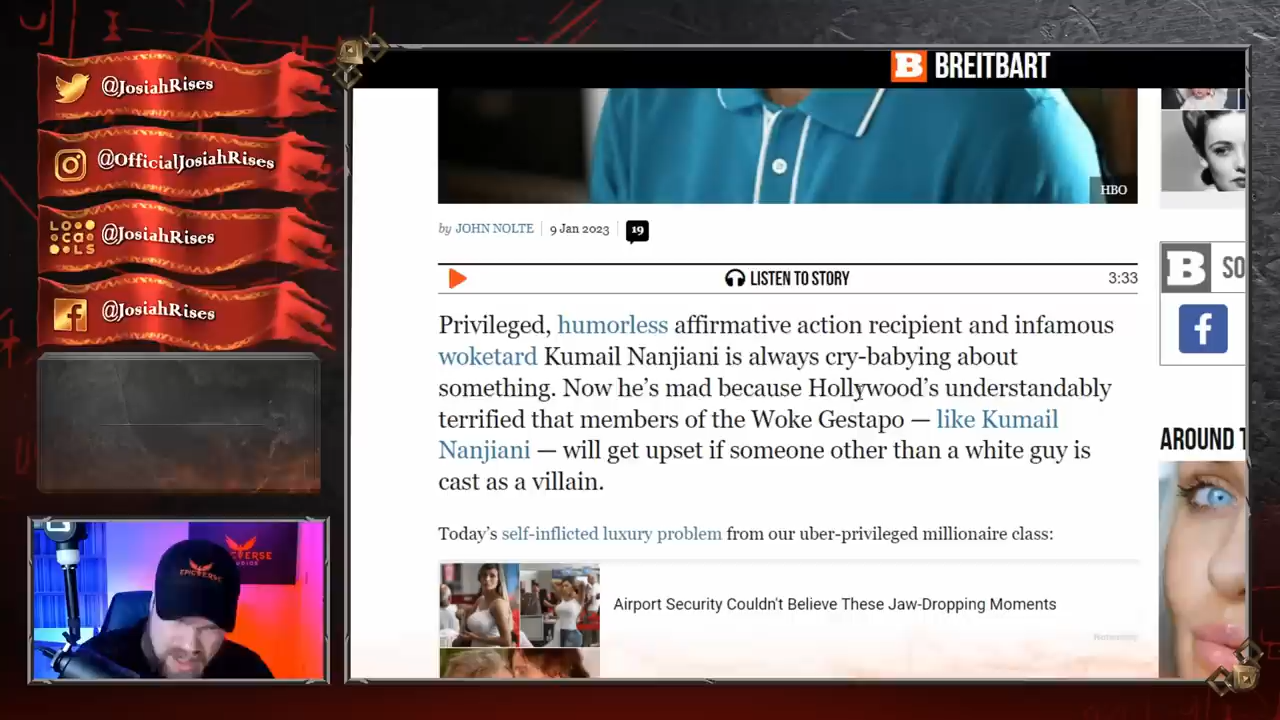 @JosiahRises
@OfficialJosiahRises
LOcaLS
@JosiahRises
@JosiahRises
B BREITBART
HBO
by JOHN NOLTE 9 Jan 2023 19
LISTEN TO STORY 3:33
Privileged, humorless affirmative action recipient and infamous
woketard Kumail Nanjiani is always cry-babying about
something. Now he’s mad because Hollywood’s understandably
terrified that members of the Woke Gestapo — like Kumail
Nanjiani — will get upset if someone other than a white guy is
cast as a villain.
Today’s self-inflicted luxury problem from our uber-privileged millionaire class:
Airport Security Couldn't Believe These Jaw-Dropping Moments
B SO
f
AROUND T
EPICVERSE